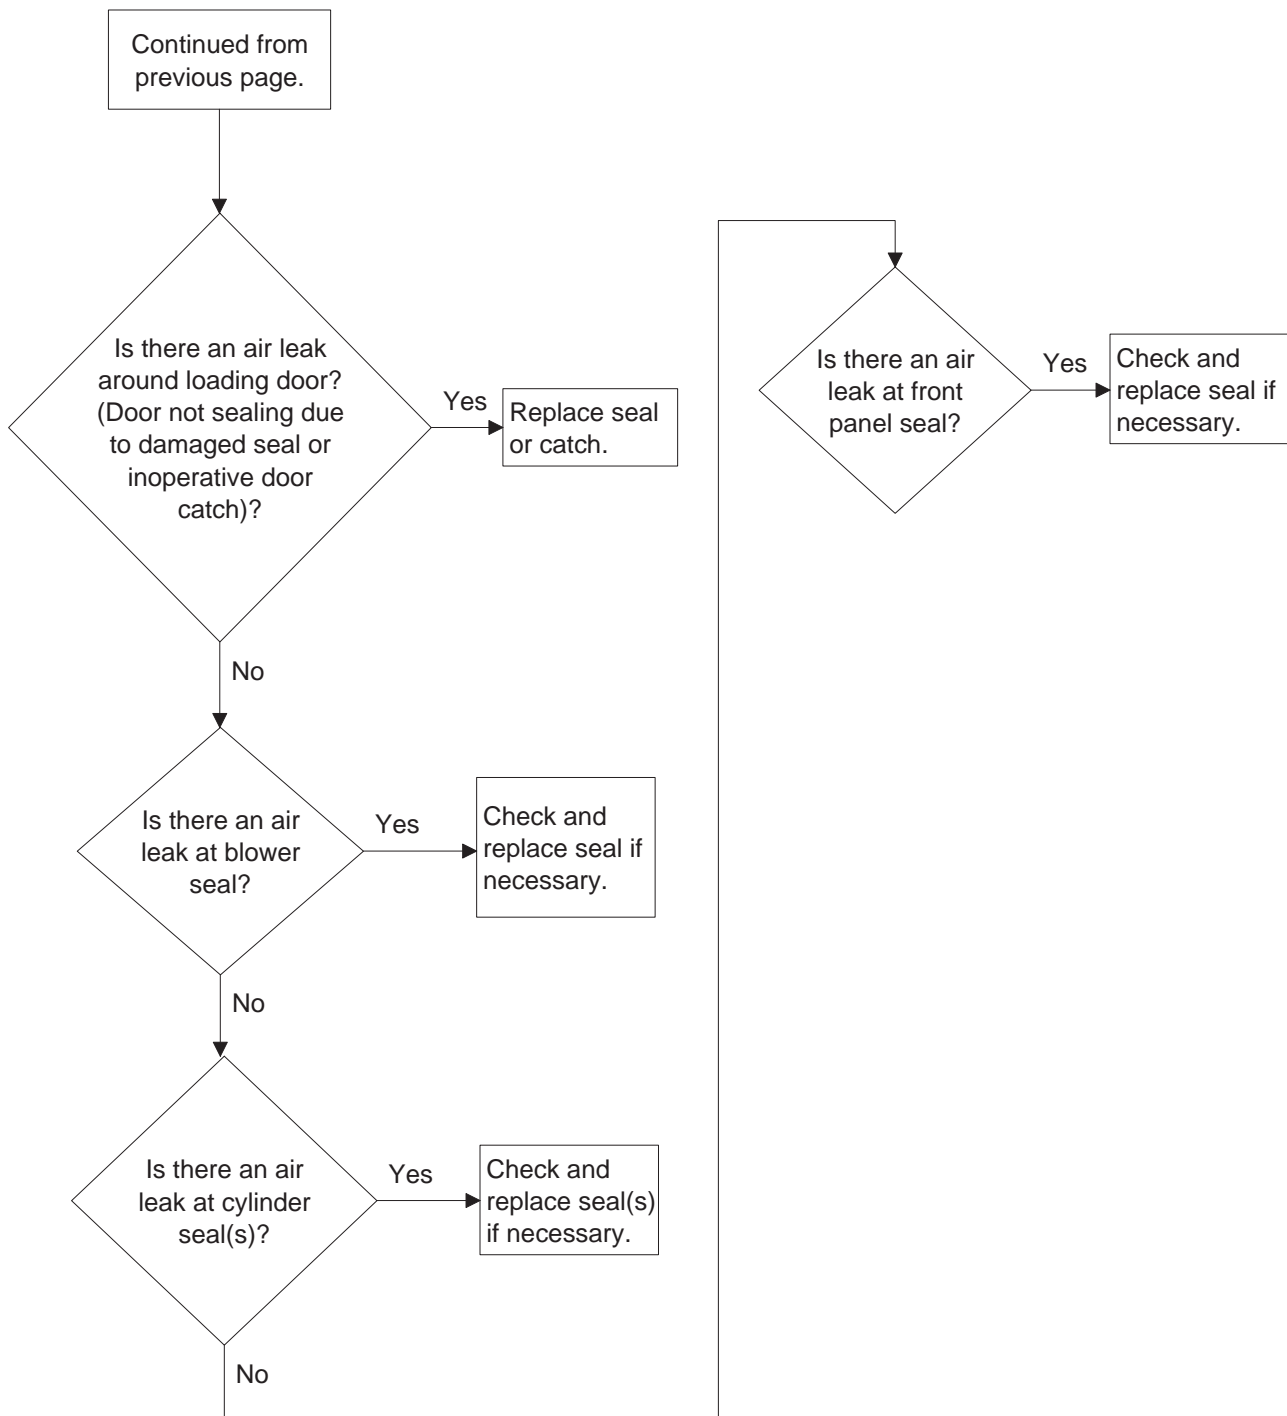 Continued from
previous page.
Is there an air leak
around loading door?
(Door not sealing due
to damaged seal or
inoperative door
catch)?
Yes
Replace seal
or catch.
No
Is there an air
leak at blower
seal?
Yes
Check and
replace seal if
necessary.
No
Is there an air
leak at cylinder
seal(s)?
Yes
Check and
replace seal(s)
if necessary.
No
Is there an air
leak at front
panel seal?
Yes
Check and
replace seal if
necessary.